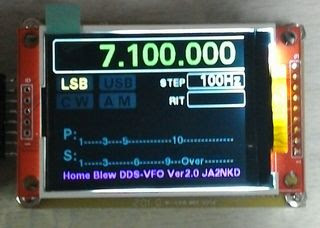 7.100.000
LSB USB STEP 100Hz
CW AM RIT
P: 1.....3....5..........10...............
S: 1.....3.......6.......9...Over........
Home Blew DDS-VFO Ver2.0 JA2NKD